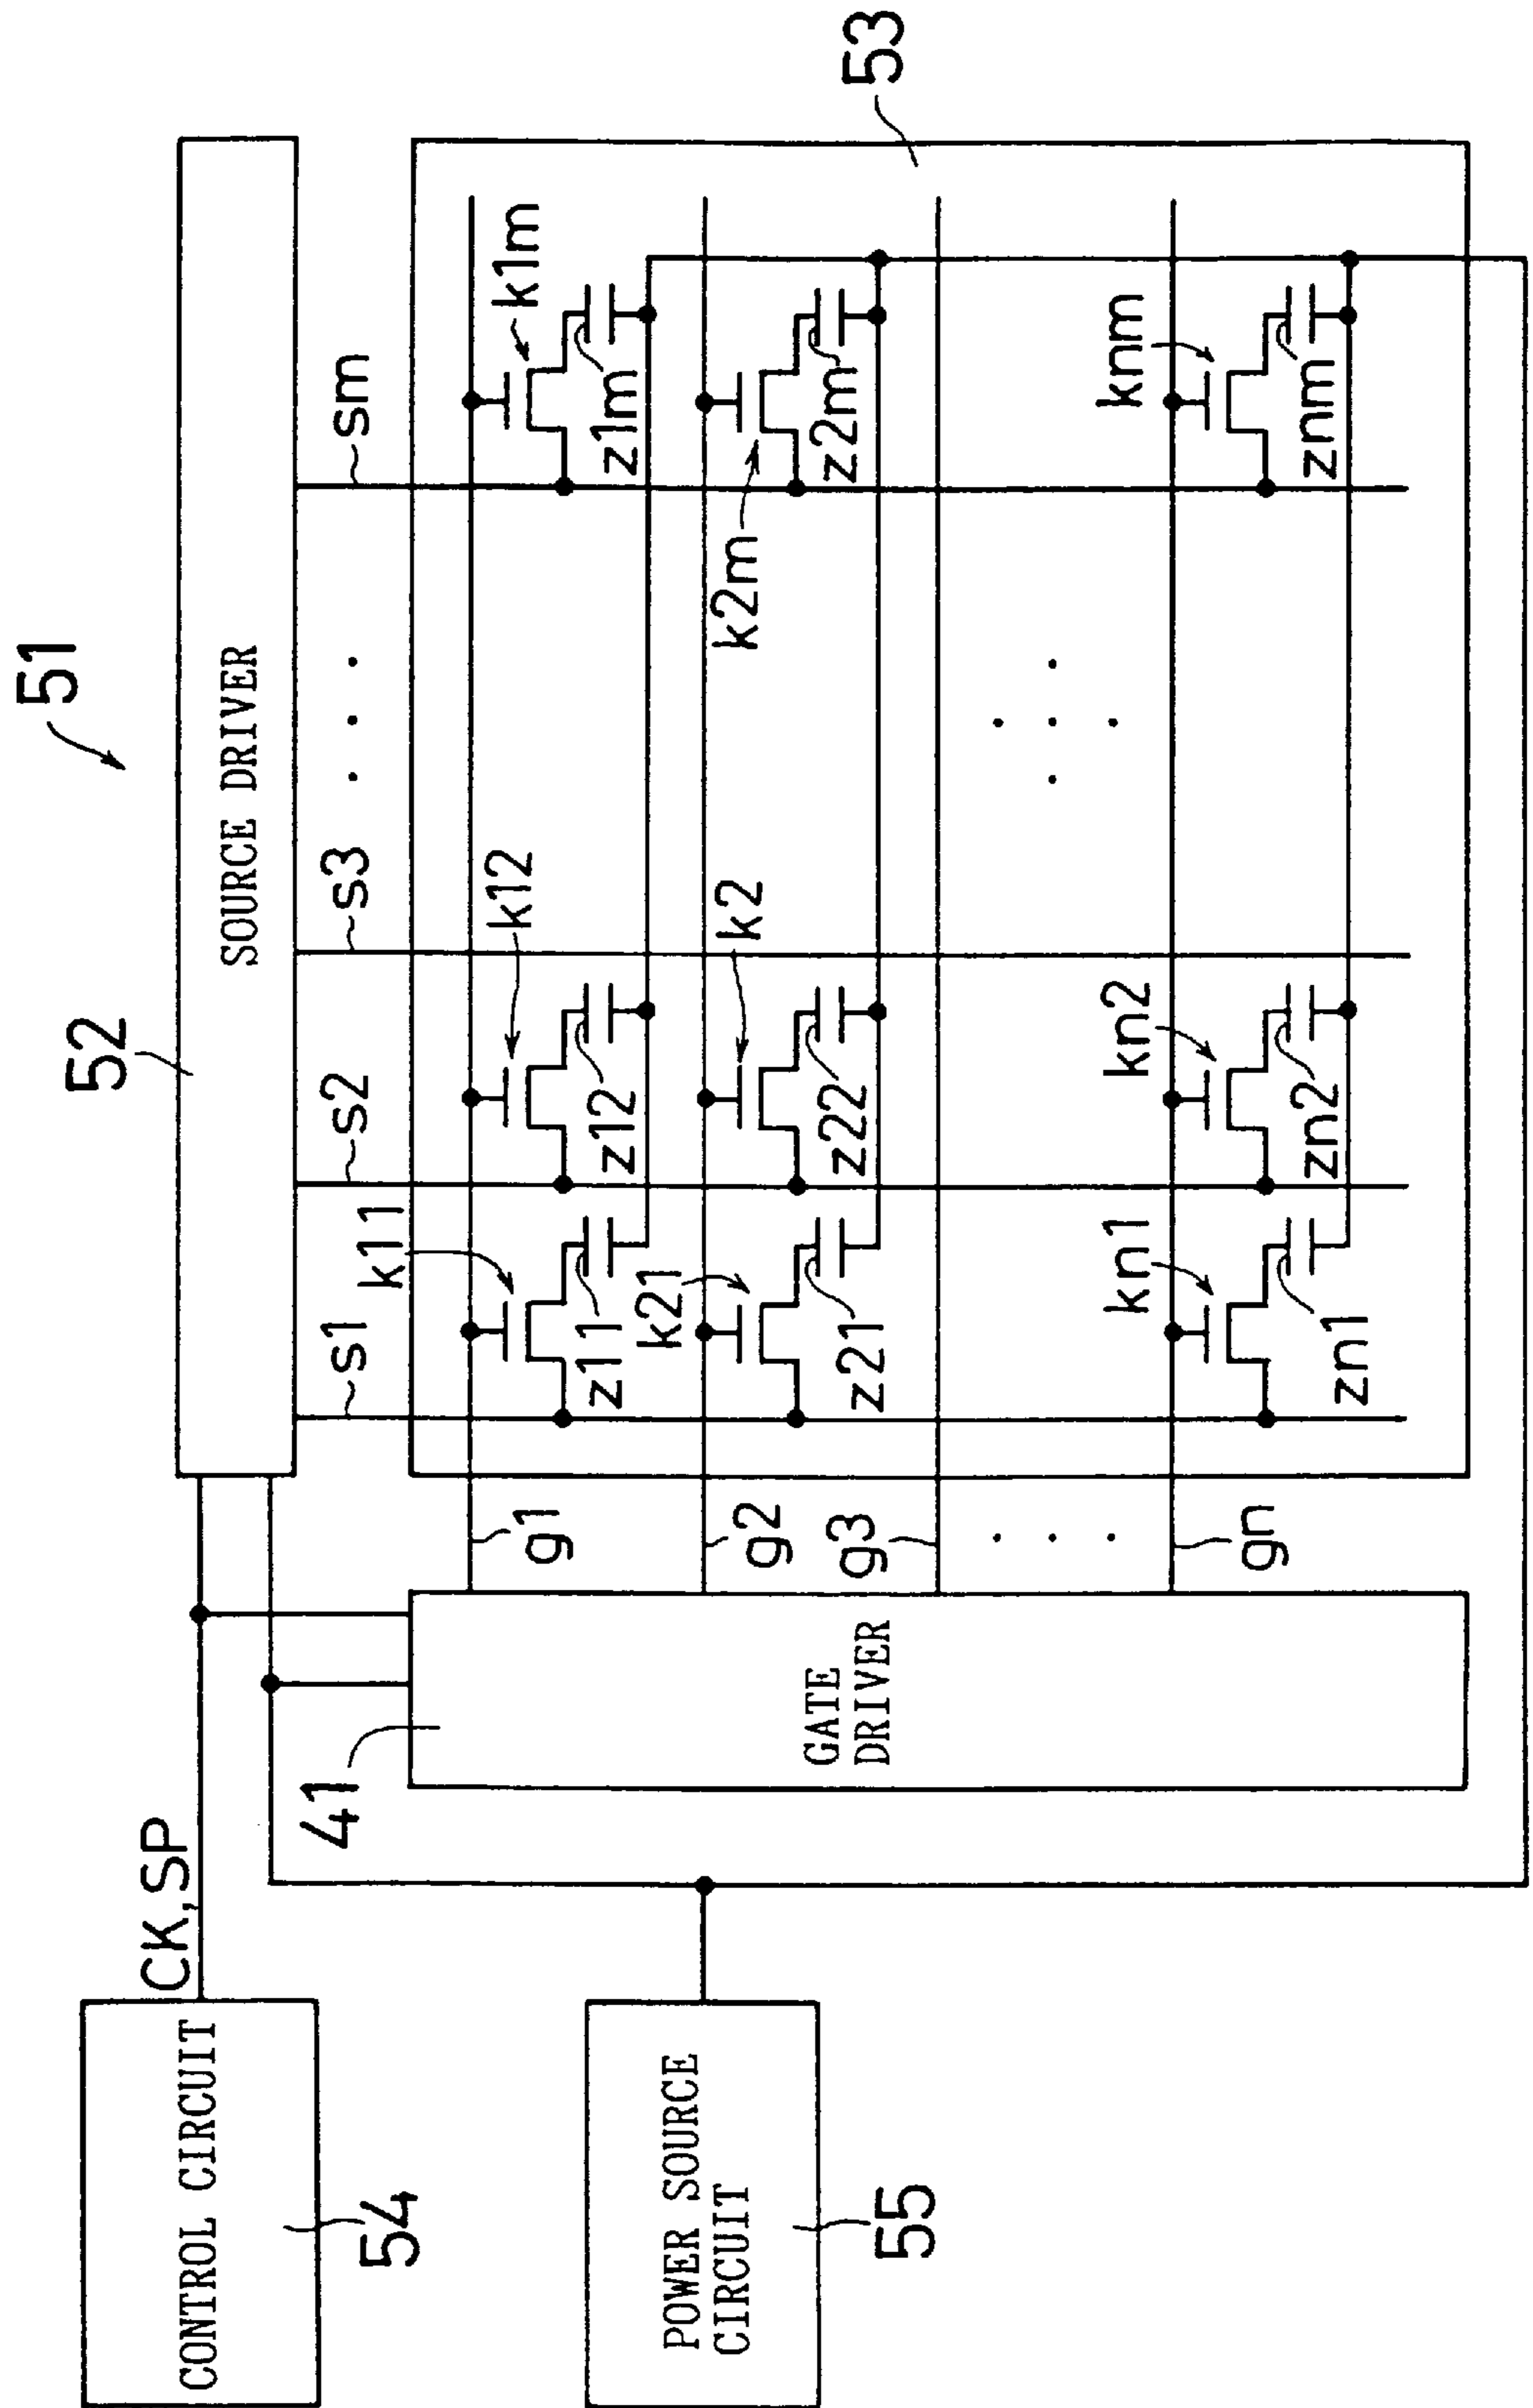 51
52
SOURCE DRIVER
CONTROL CIRCUIT
54
CK,SP
s1
s2
s3
. . .
sm
53
k11
k12
k1m
g1
z11
z12
z1m
POWER SOURCE
CIRCUIT
55
41
GATE
DRIVER
k21
k2
k2m
g2
z21
z22
z2m
g3
. . .
kn1
kn2
knm
gn
zn1
zn2
znm